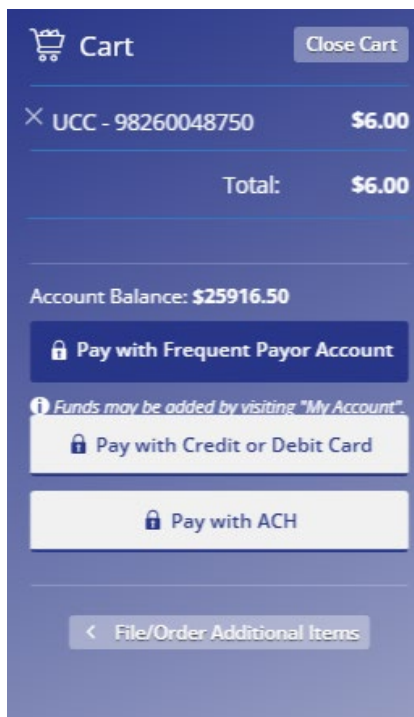 Cart
Close Cart
UCC - 98260048750 $6.00
Total: $6.00
Account Balance: $25916.50
Pay with Frequent Payor Account
Funds may be added by visiting "My Account".
Pay with Credit or Debit Card
Pay with ACH
< File/Order Additional Items